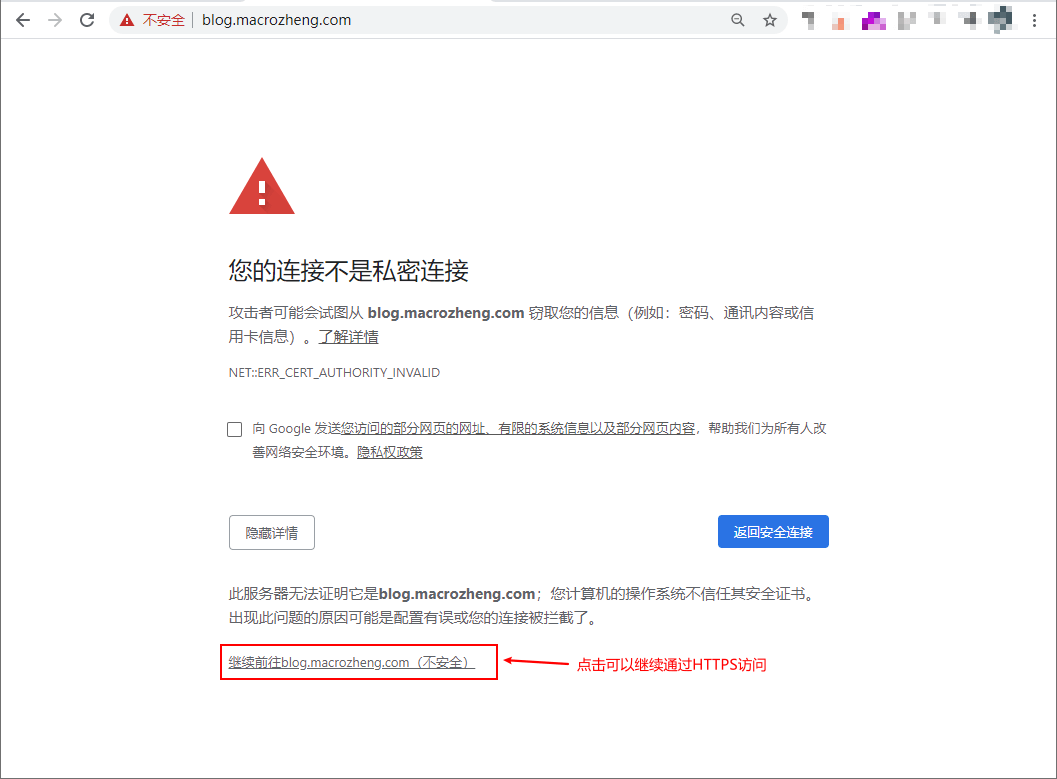 不安全 blog.macrozheng.com
您的连接不是私密连接
攻击者可能会试图从 blog.macrozheng.com 窃取您的信息（例如：密码、通讯内容或信
用卡信息）。了解详情
NET::ERR_CERT_AUTHORITY_INVALID
向 Google 发送您访问的部分网页的网址、有限的系统信息以及部分网页内容，帮助我们为所有人改
善网络安全环境。隐私权政策
隐藏详情 返回安全连接
此服务器无法证明它是blog.macrozheng.com；您计算机的操作系统不信任其安全证书。
出现此问题的原因可能是配置有误或您的连接被拦截了。
继续前往blog.macrozheng.com（不安全） 点击可以继续通过HTTPS访问